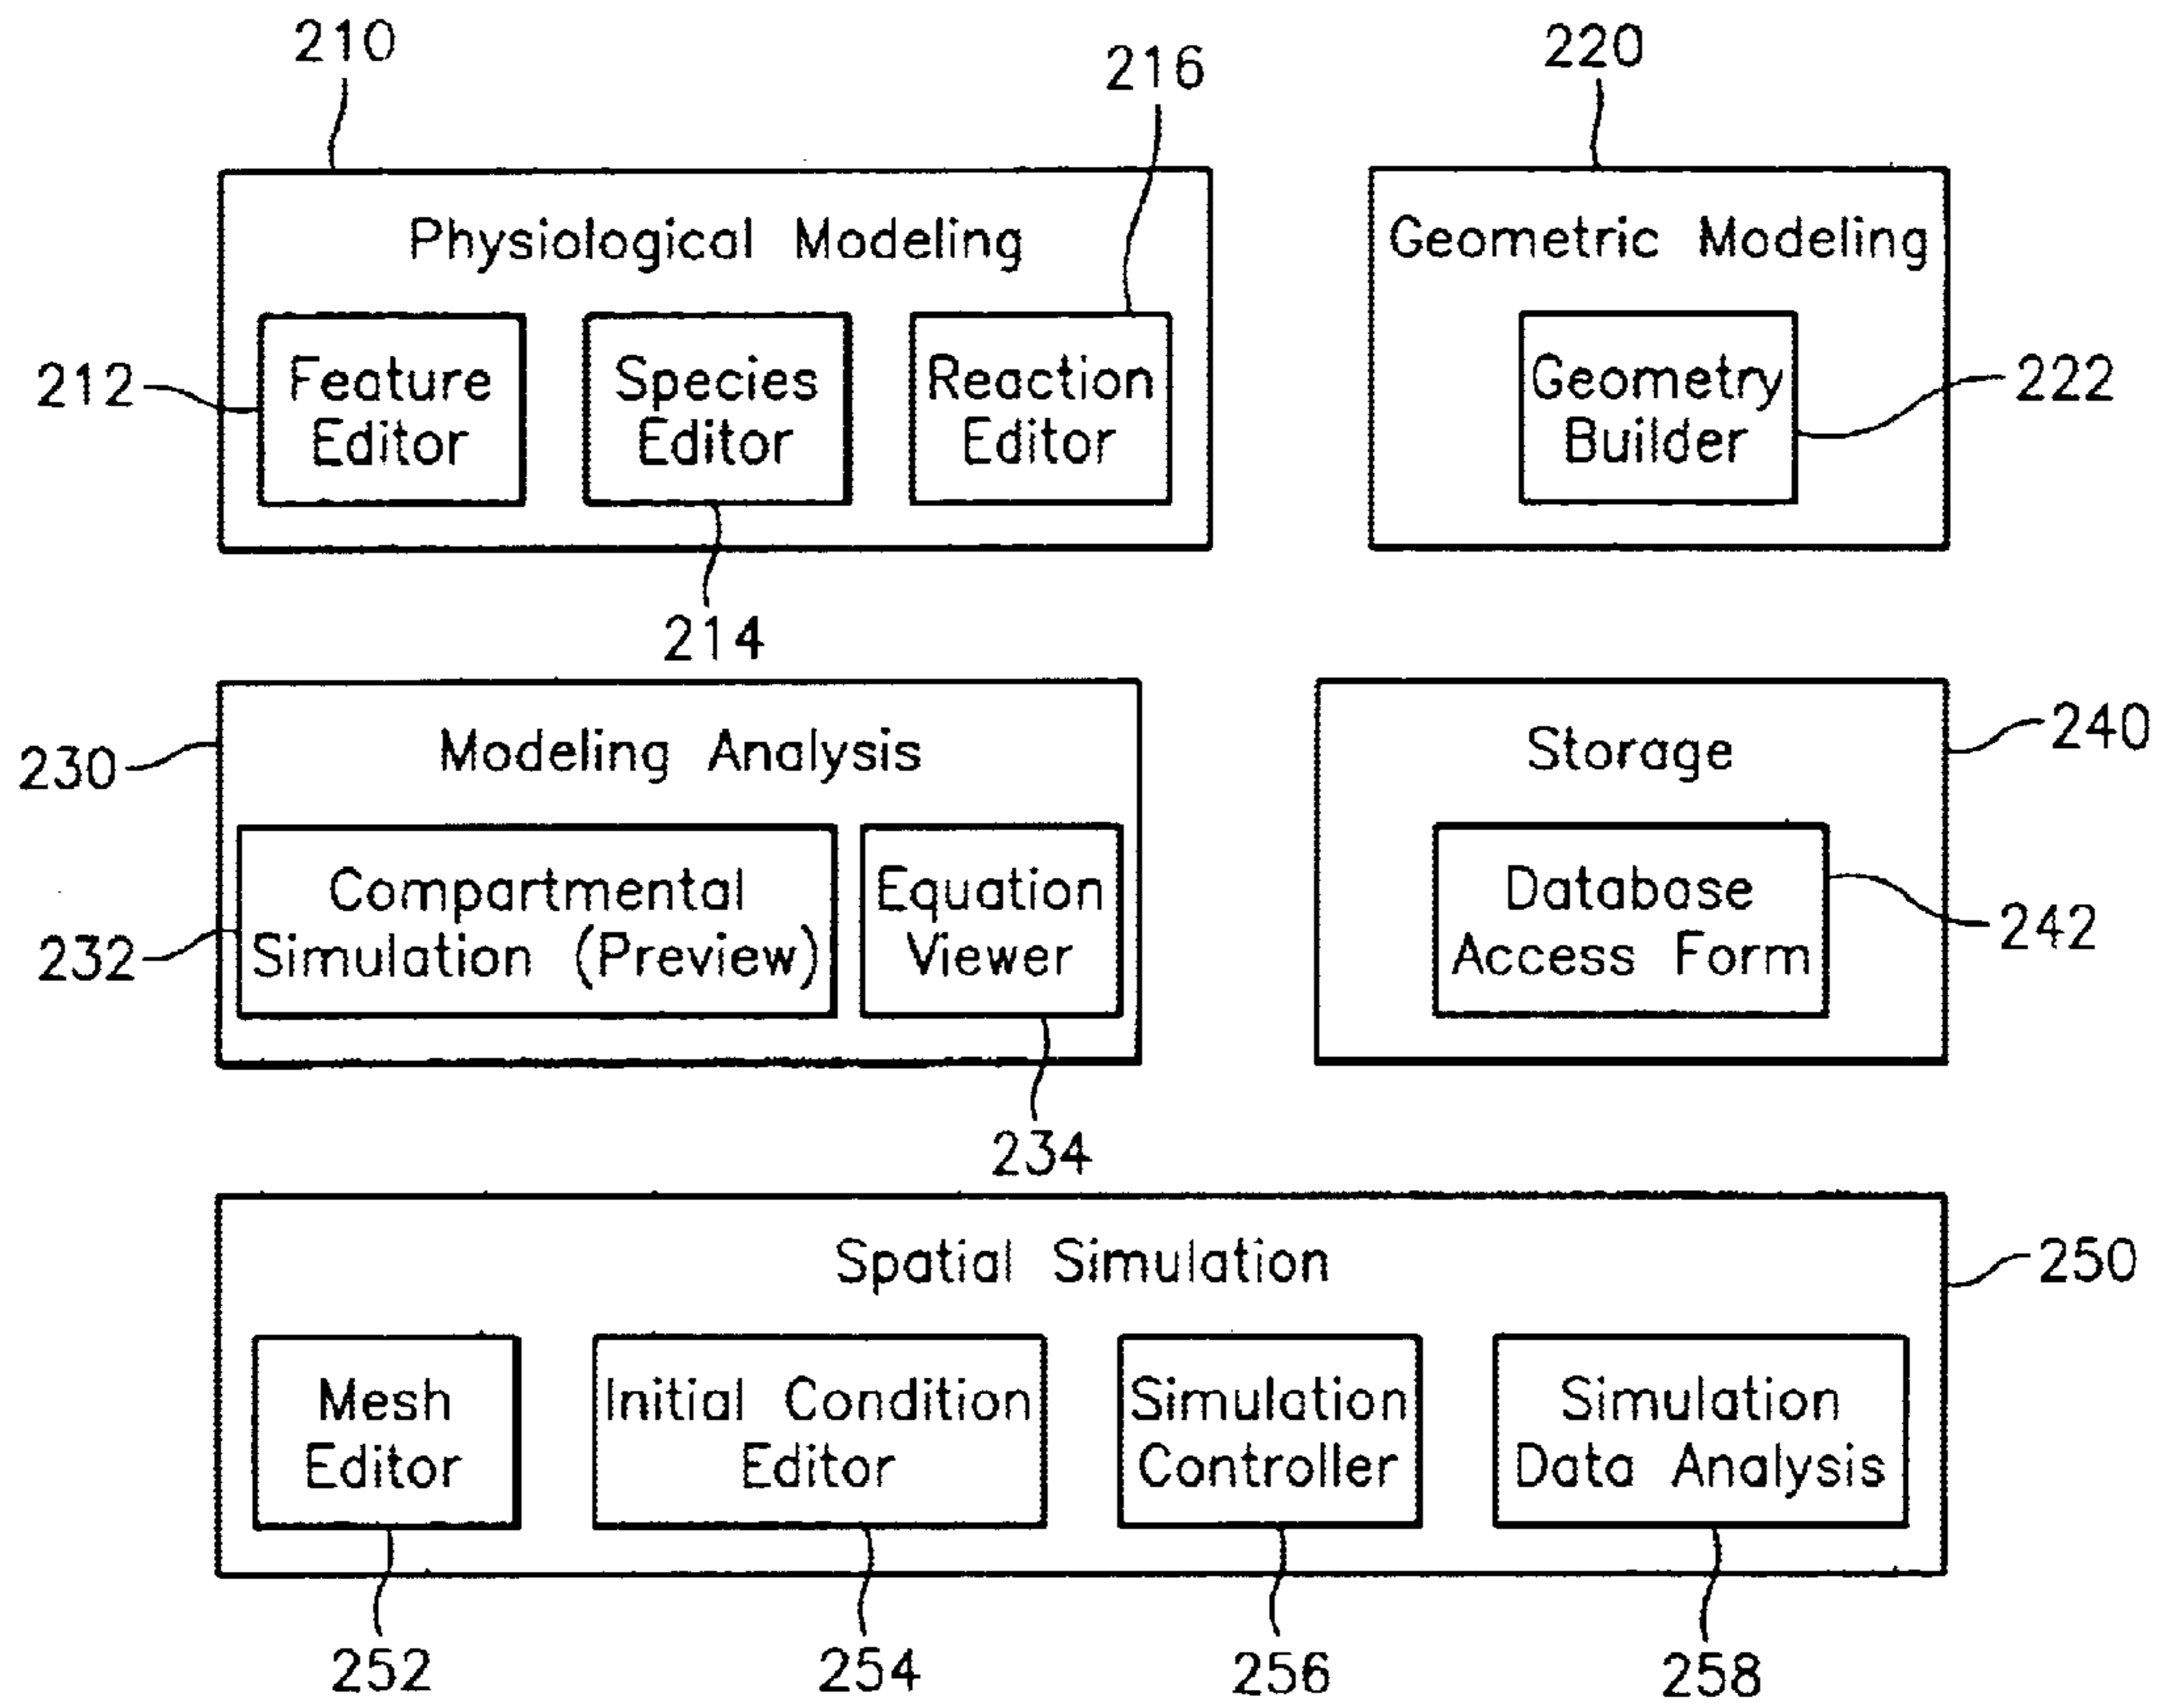 210
216
220
Physiological Modeling
Geometric Modeling
212
Feature
Editor
Species
Editor
Reaction
Editor
Geometry
Builder
222
214
230
Modeling Analysis
Storage
240
232
Compartmental
Simulation (Preview)
Equation
Viewer
Database
Access Form
242
234
Spatial Simulation
250
Mesh
Editor
Initial Condition
Editor
Simulation
Controller
Simulation
Data Analysis
252
254
256
258